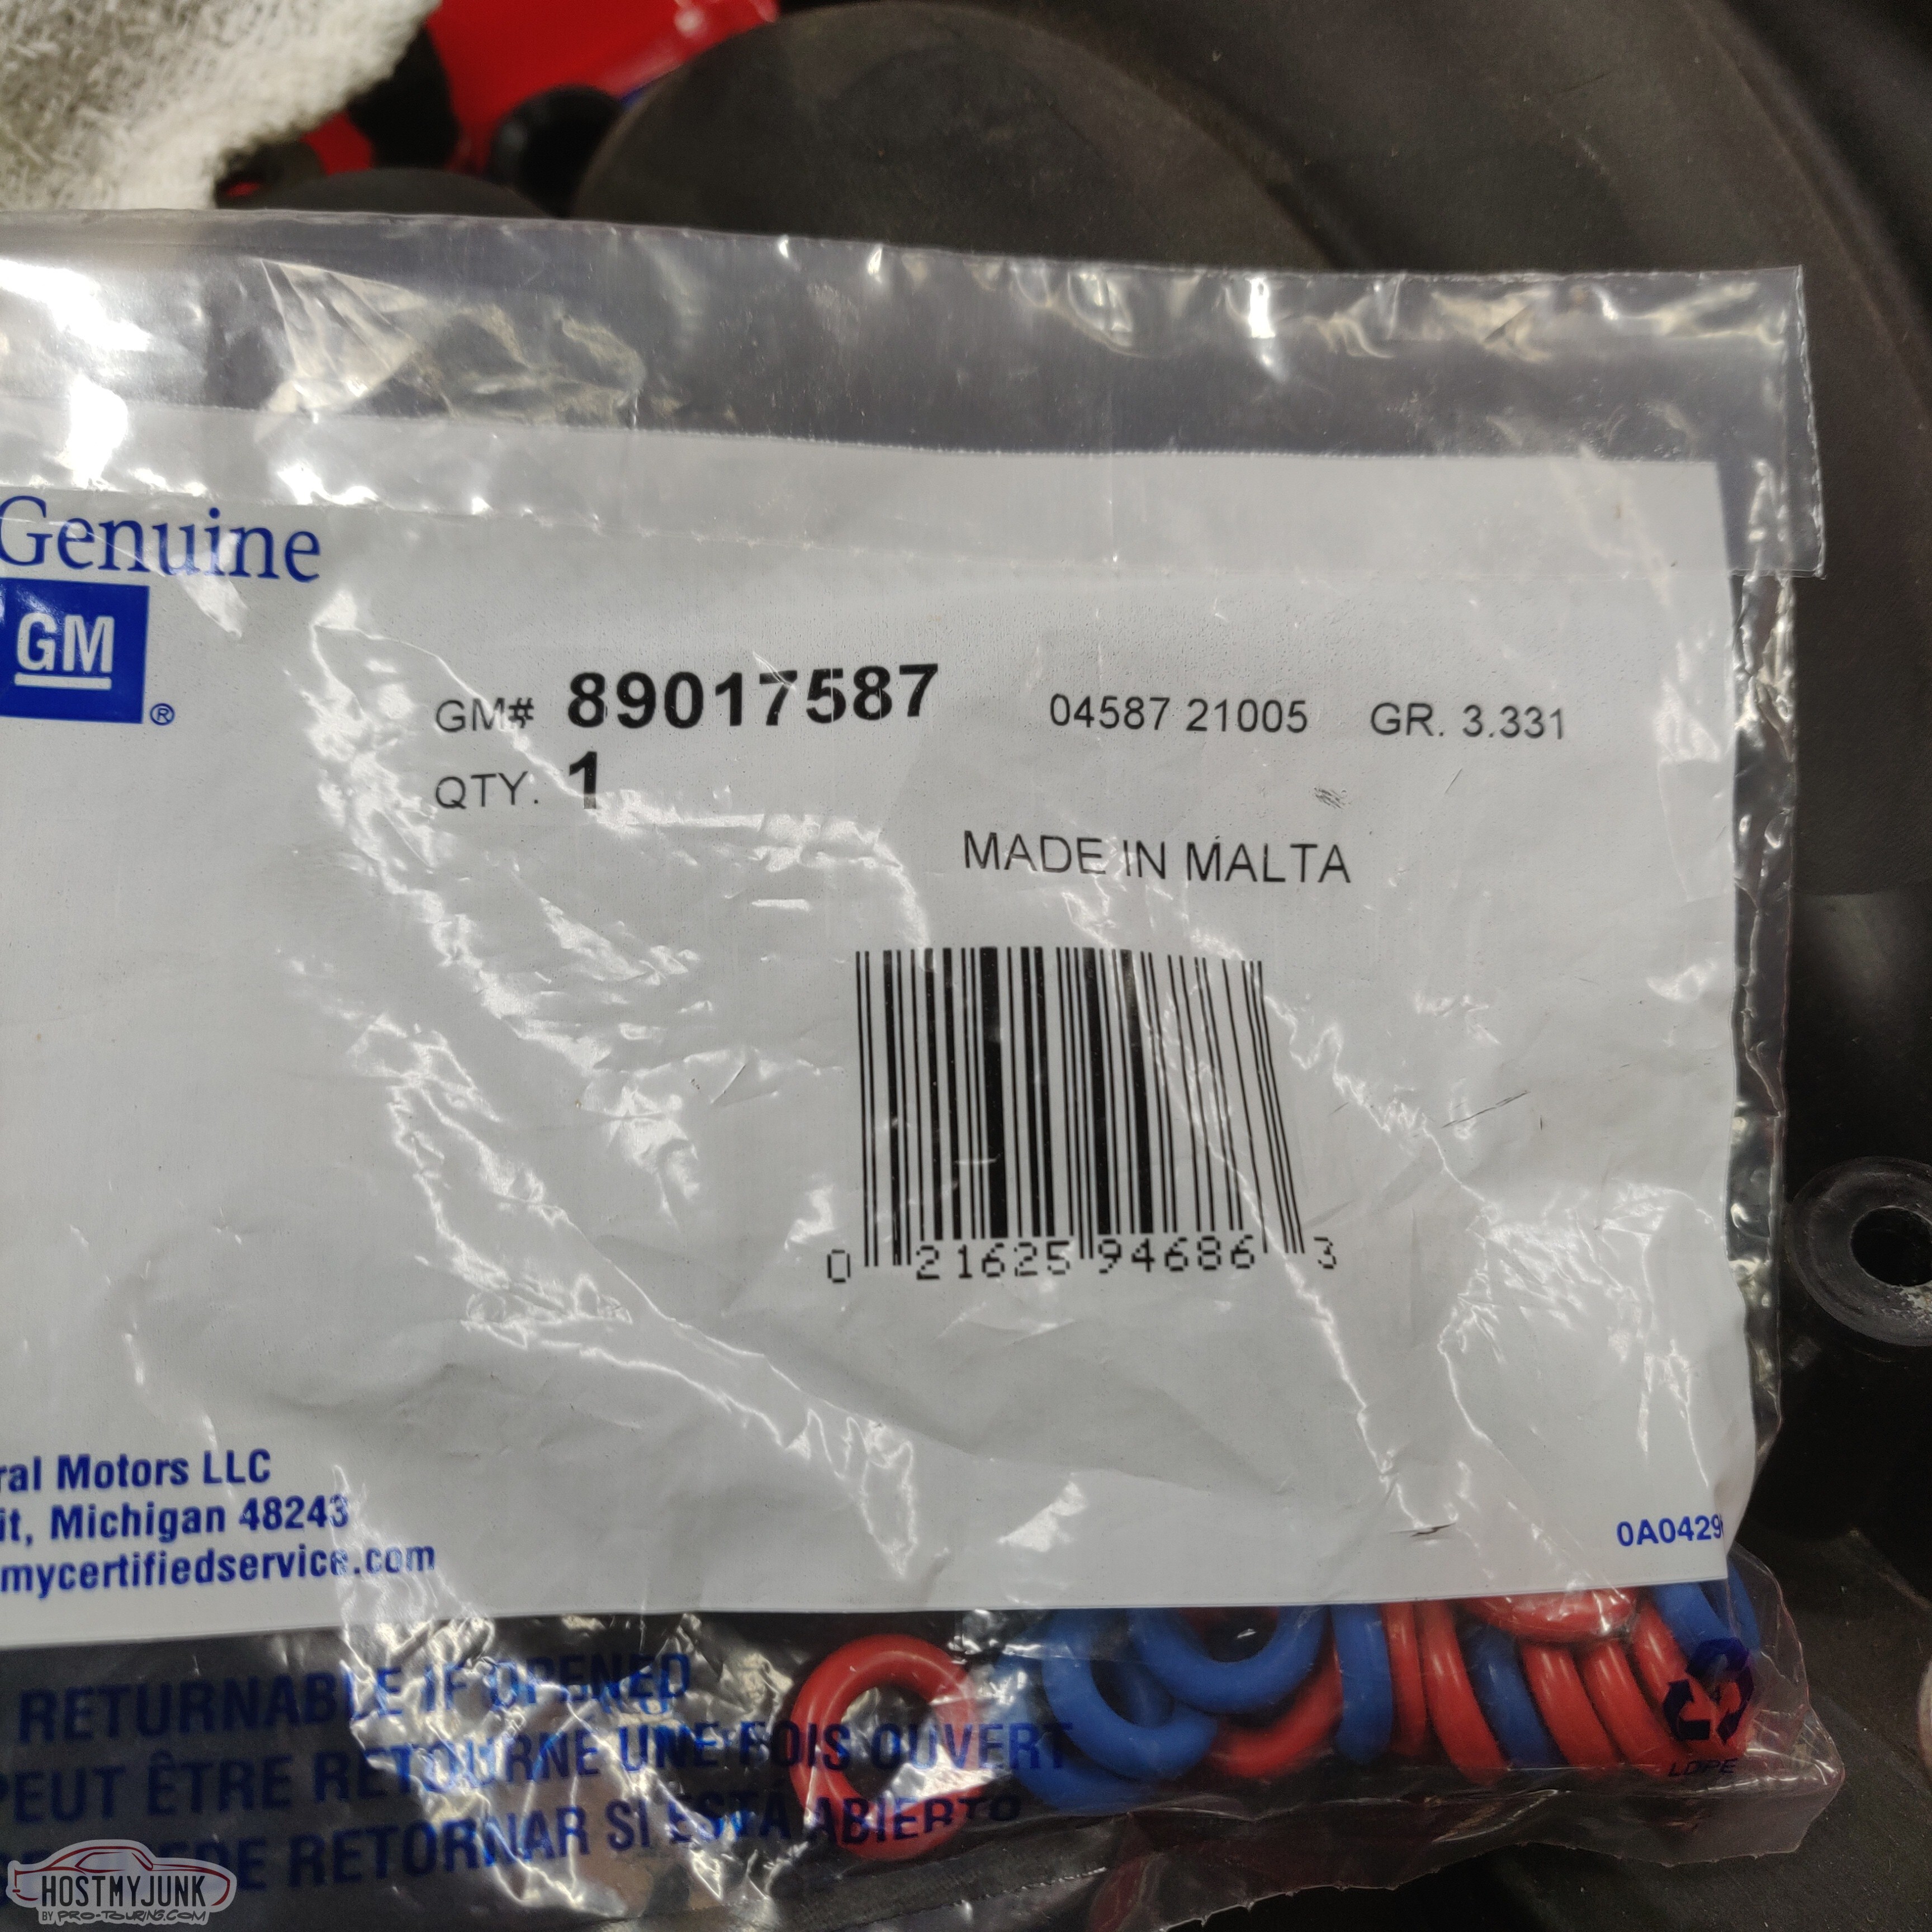 Genuine
GM
®
GM# 89017587 04587 21005 GR. 3.331
QTY. 1
MADE IN MALTA
0 21625 94686 3
ral Motors LLC
it, Michigan 48243
mycertifiedservice.com
0A0429
RETURNABLE IF OPENED
PEUT ÊTRE RETOURNE UNE FOIS OUVERT
DE RETORNAR SI ESTÁ ABIERTO
4
LDPE
HOSTMYJUNK
BY PRO-TOURING.COM